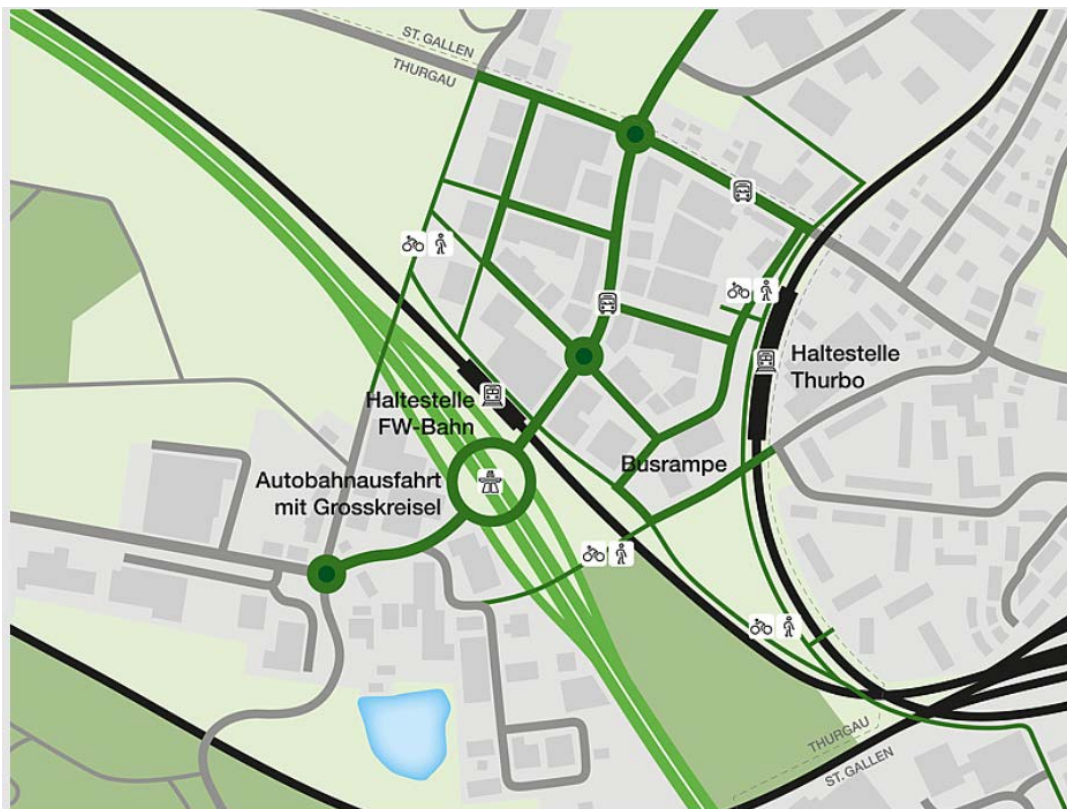 ST. GALLEN
THURGAU
Haltestelle
Thurbo
Haltestelle
FW-Bahn
Busrampe
Autobahnausfahrt
mit Grosskreisel
THURGAU
ST. GALLEN